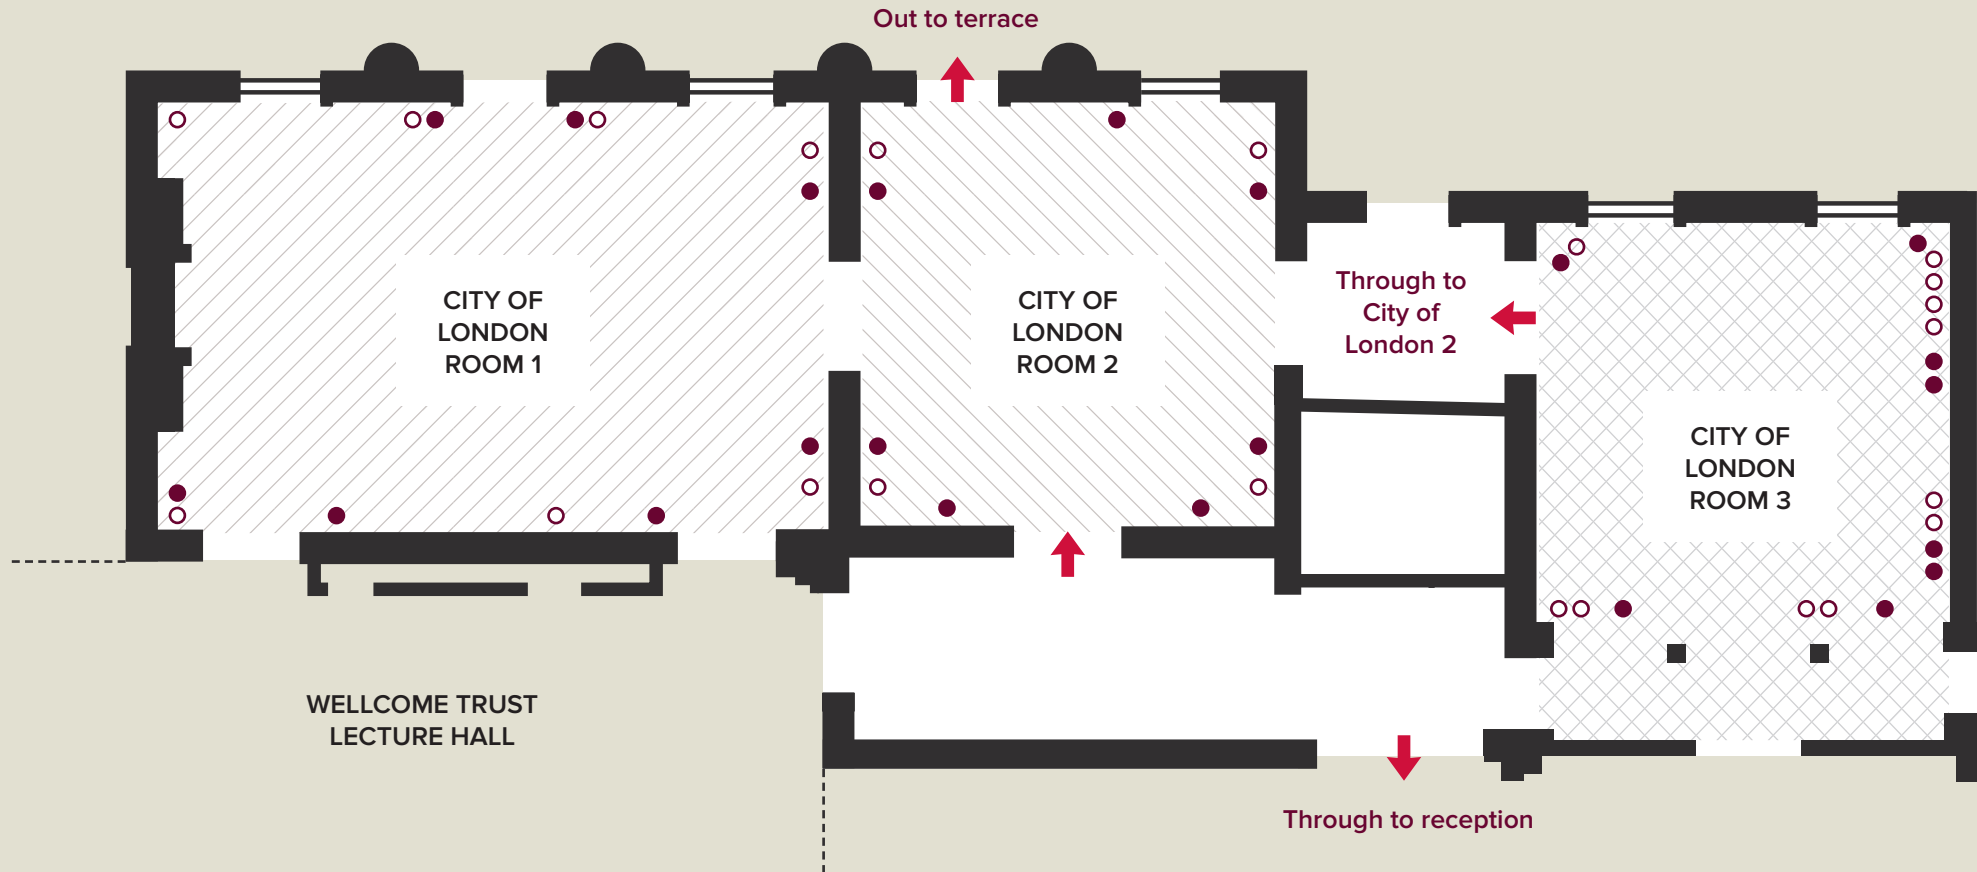 Out to terrace
CITY OF
LONDON
ROOM 1
CITY OF
LONDON
ROOM 2
Through to
City of
London 2
CITY OF
LONDON
ROOM 3
WELLCOME TRUST
LECTURE HALL
Through to reception